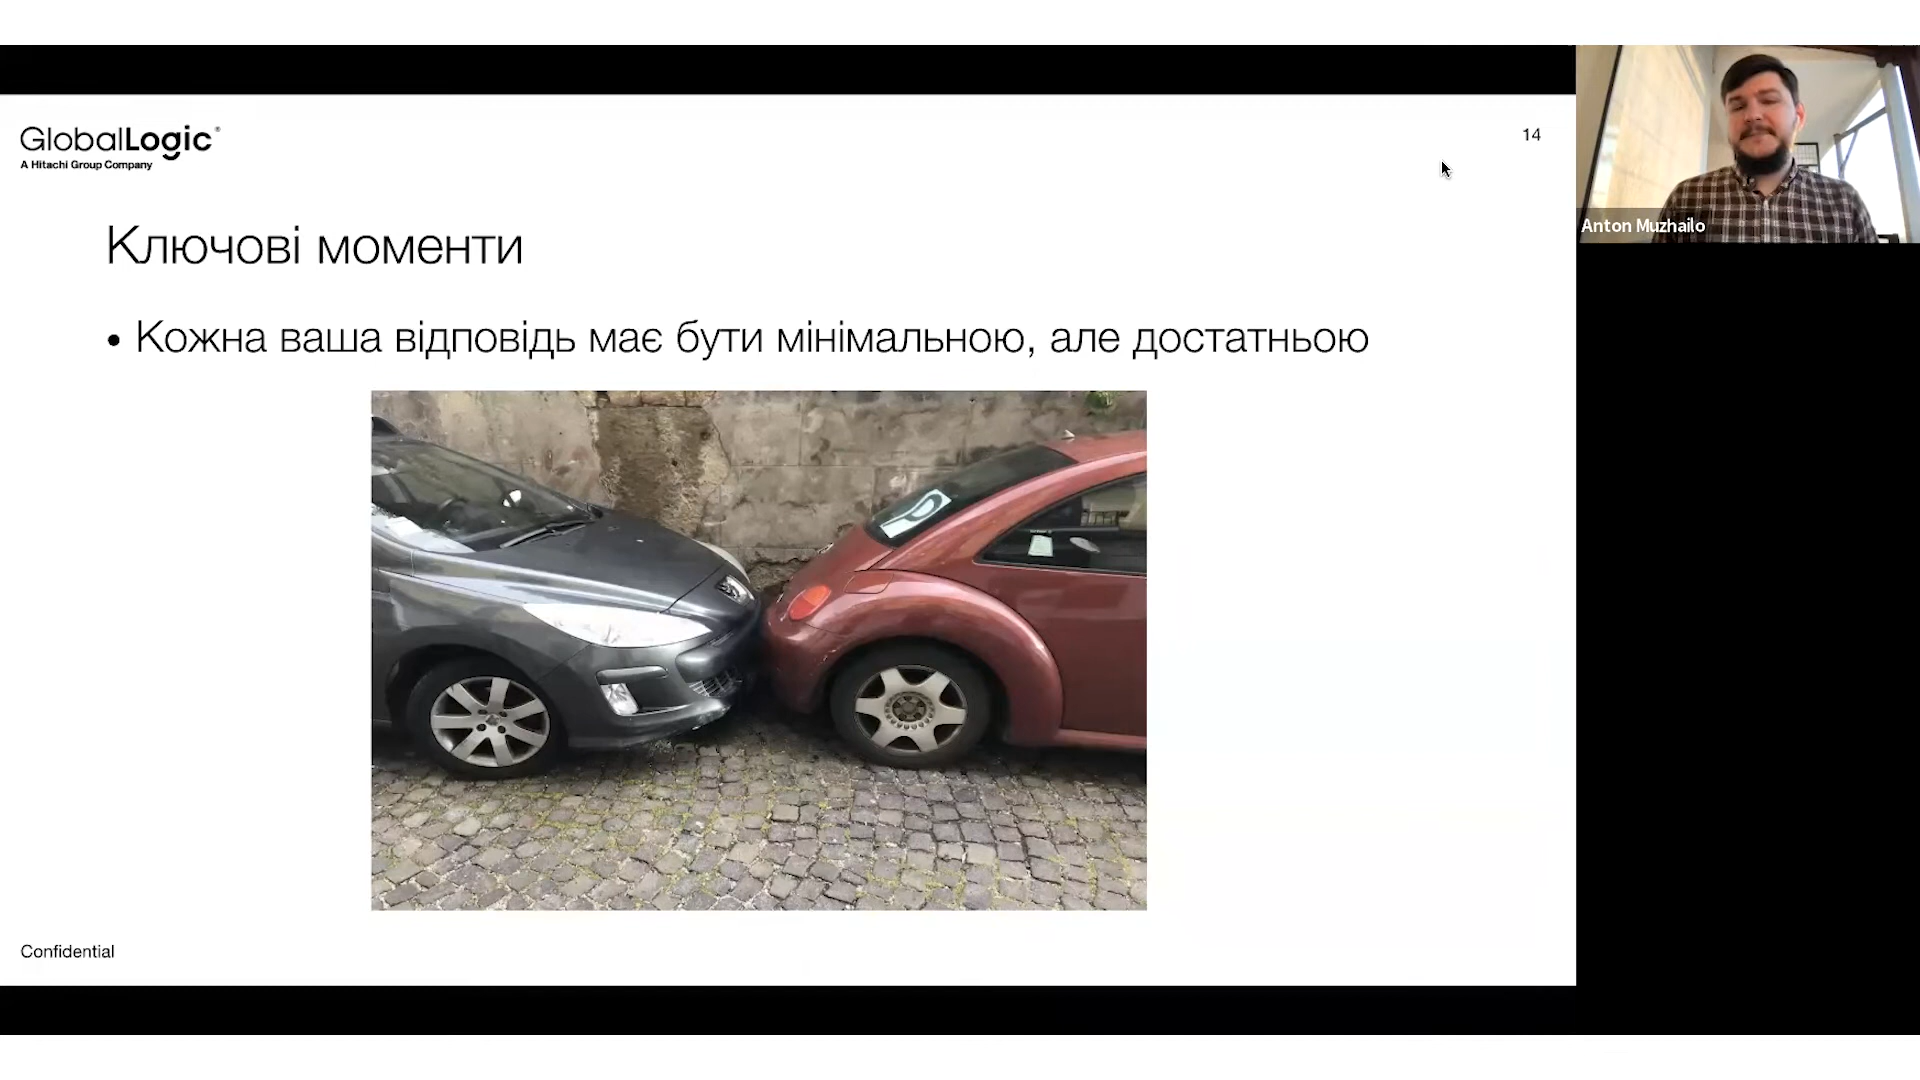 GlobalLogic®
A Hitachi Group Company
14
Anton Muzhailo
Ключові моменти
• Кожна ваша відповідь має бути мінімальною, але достатньою
Confidential